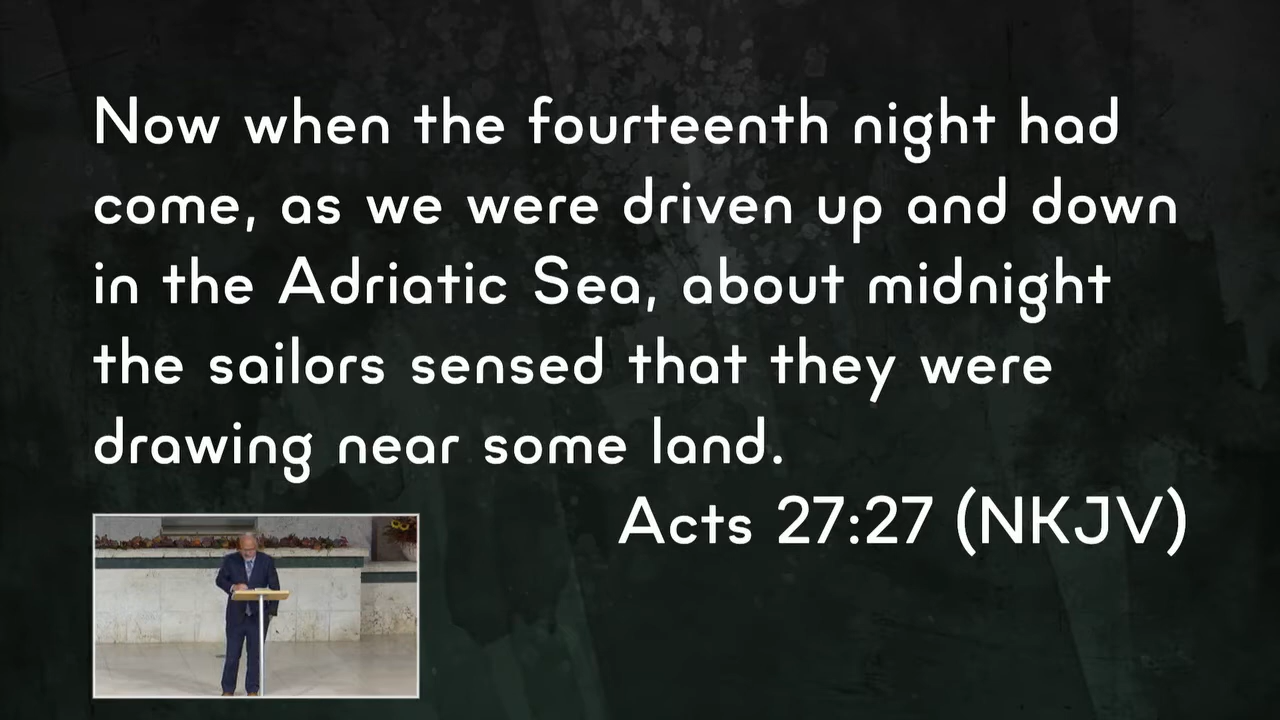 Now when the fourteenth night had
come, as we were driven up and down
in the Adriatic Sea, about midnight
the sailors sensed that they were
drawing near some land.
Acts 27:27 (NKJV)